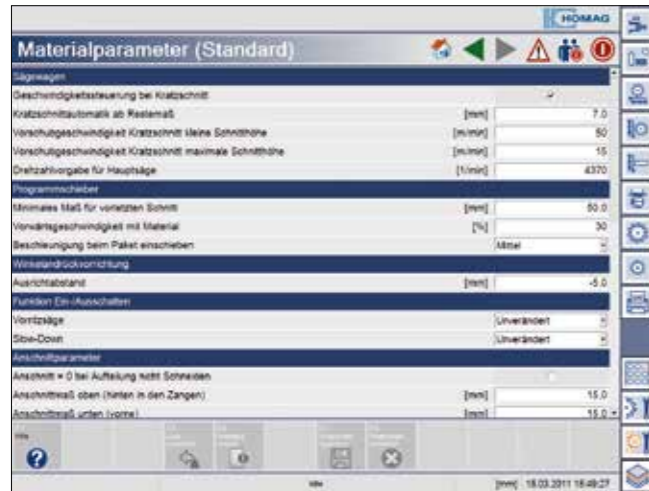 HOMAG
Materialparameter (Standard)
Sägewagen
Geschwindigkeitssteuerung bei Kratzschnitt
Kratzschnittautomatik ab Restemaß [mm] 7.0
Vorschubgeschwindigkeit Kratzschnitt kleine Schnitthöhe [m/min] 50
Vorschubgeschwindigkeit Kratzschnitt maximale Schnitthöhe [m/min] 15
Drehzahlvorgabe für Hauptsäge [1/min] 4370
Programmschieber
Minimales Maß für vorletzten Schnitt [mm] 50.0
Vorwärtsgeschwindigkeit mit Material [%] 30
Beschleunigung beim Paket einschieben Mittel
Winkelandrückvorrichtung
Ausrichtabstand [mm] -5.0
Funktion Ein-/Ausschalten
Vorritzsäge Unverändert
Slow-Down Unverändert
Anschnittparameter
Anschnitt = 0 bei Aufteilung nicht Schneiden
Anschnittmaß oben (hinten in den Zangen) [mm] 15.0
Anschnittmaß unten (vorne) [mm] 15.0
[mm] 15.03.2011 16:49:27